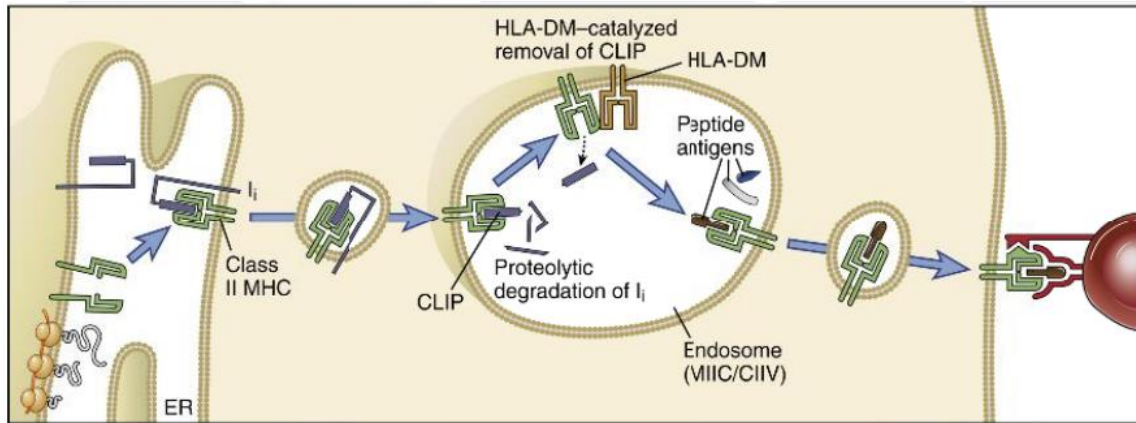 HLA-DM–catalyzed
removal of CLIP
HLA-DM
Peptide
antigens
Ii
Class
II MHC
CLIP
Proteolytic
degradation of Ii
Endosome
(MIIC/CIIV)
ER